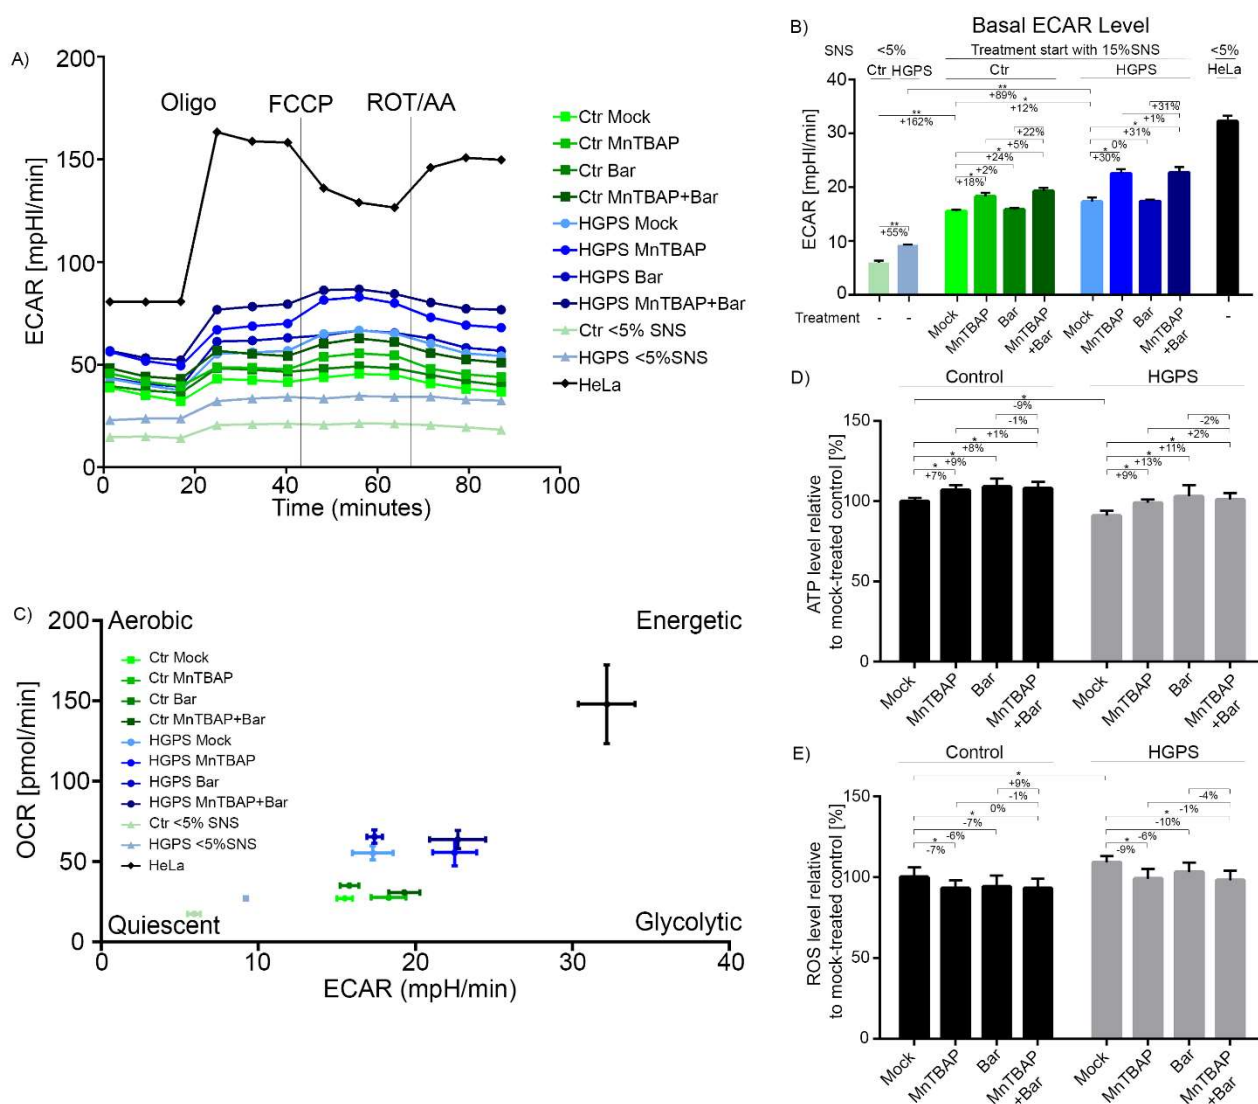 A)
200
150
100
50
0
ECAR [mpHI/min]
Oligo
FCCP
ROT/AA
0
20
40
60
80
100
Time (minutes)
Ctr Mock
Ctr MnTBAP
Ctr Bar
Ctr MnTBAP+Bar
HGPS Mock
HGPS MnTBAP
HGPS Bar
HGPS MnTBAP+Bar
Ctr <5% SNS
HGPS <5%SNS
HeLa
B)
Basal ECAR Level
SNS
<5%
Treatment start with 15%SNS
<5%
Ctr
HGPS
Ctr
HGPS
HeLa
40
30
20
10
0
ECAR [mpHI/min]
**
+89%
*
+12%
**
+162%
+22%
+5%
*
+24%
+2%
*
+18%
+31%
+1%
*
+31%
0%
*
+30%
**
+55%
Treatment
-
-
Mock
MnTBAP
Bar
MnTBAP
+Bar
Mock
MnTBAP
Bar
MnTBAP
+Bar
-
C)
200
150
100
50
0
OCR [pmol/min]
Aerobic
Energetic
Ctr Mock
Ctr MnTBAP
Ctr Bar
Ctr MnTBAP+Bar
HGPS Mock
HGPS MnTBAP
HGPS Bar
HGPS MnTBAP+Bar
Ctr <5% SNS
HGPS <5%SNS
HeLa
Quiescent
Glycolytic
0
10
20
30
40
ECAR (mpH/min)
D)
Control
HGPS
150
100
50
0
ATP level relative
to mock-treated control [%]
*
-9%
-1%
+1%
*
+8%
*
+9%
*
+7%
-2%
+2%
*
+11%
*
+13%
*
+9%
Mock
MnTBAP
Bar
MnTBAP
+Bar
Mock
MnTBAP
Bar
MnTBAP
+Bar
E)
Control
HGPS
150
100
50
0
ROS level relative
to mock-treated control [%]
*
+9%
-1%
0%
*
-7%
-6%
*
-7%
-4%
-1%
*
-10%
-6%
*
-9%
Mock
MnTBAP
Bar
MnTBAP
+Bar
Mock
MnTBAP
Bar
MnTBAP
+Bar